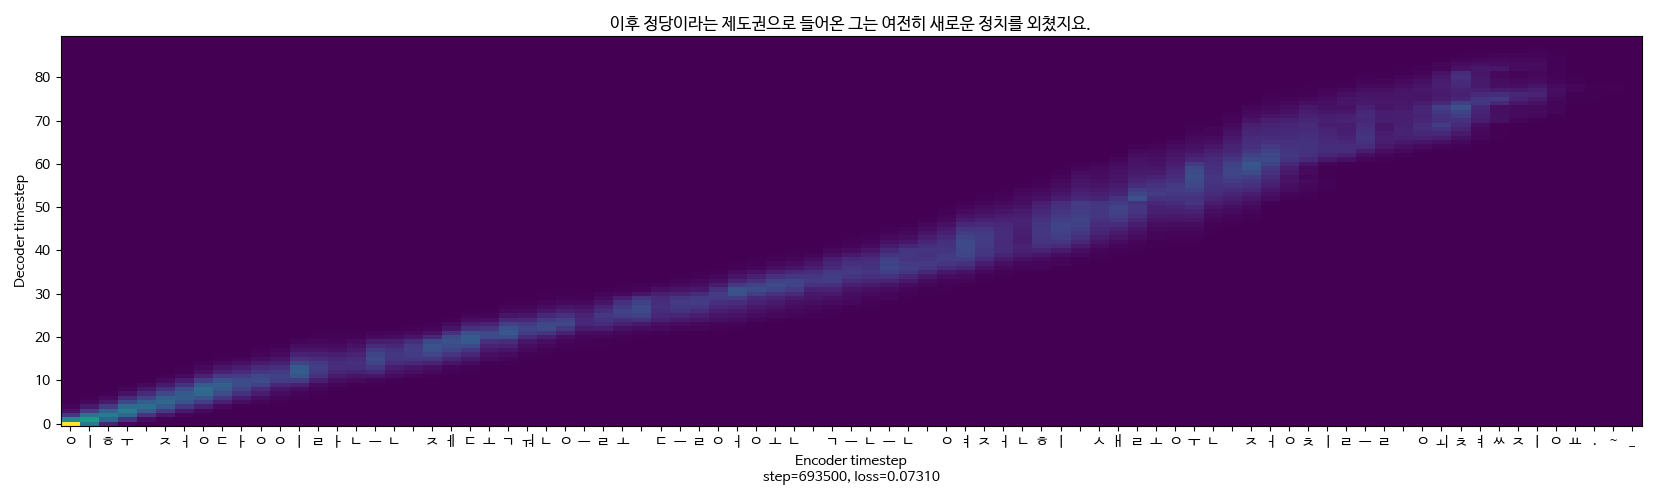 이후 정당이라는 제도권으로 들어온 그는 여전히 새로운 정치를 외쳤지요.
Decoder timestep
80
70
60
50
40
30
20
10
0
ㅇ ㅣ ㅎ ㅜ ㅈ ㅓ ㅇ ㄷ ㅏ ㅇ ㅇ ㅣ ㄹ ㅏ ㄴ ㅡ ㄴ ㅈ ㅔ ㄷ ㅗ ㄱ ㅝ ㄴ ㅇ ㅡ ㄹ ㅗ ㄷ ㅡ ㄹ ㅇ ㅓ ㅇ ㅗ ㄴ ㄱ ㅡ ㄴ ㅡ ㄴ ㅇ ㅕ ㅈ ㅓ ㄴ ㅎ ㅣ ㅅ ㅐ ㄹ ㅗ ㅇ ㅜ ㄴ ㅈ ㅓ ㅇ ㅊ ㅣ ㄹ ㅡ ㄹ ㅇ ㅚ ㅊ ㅕ ㅆ ㅈ ㅣ ㅇ ㅛ . ~ _
Encoder timestep
step=693500, loss=0.07310